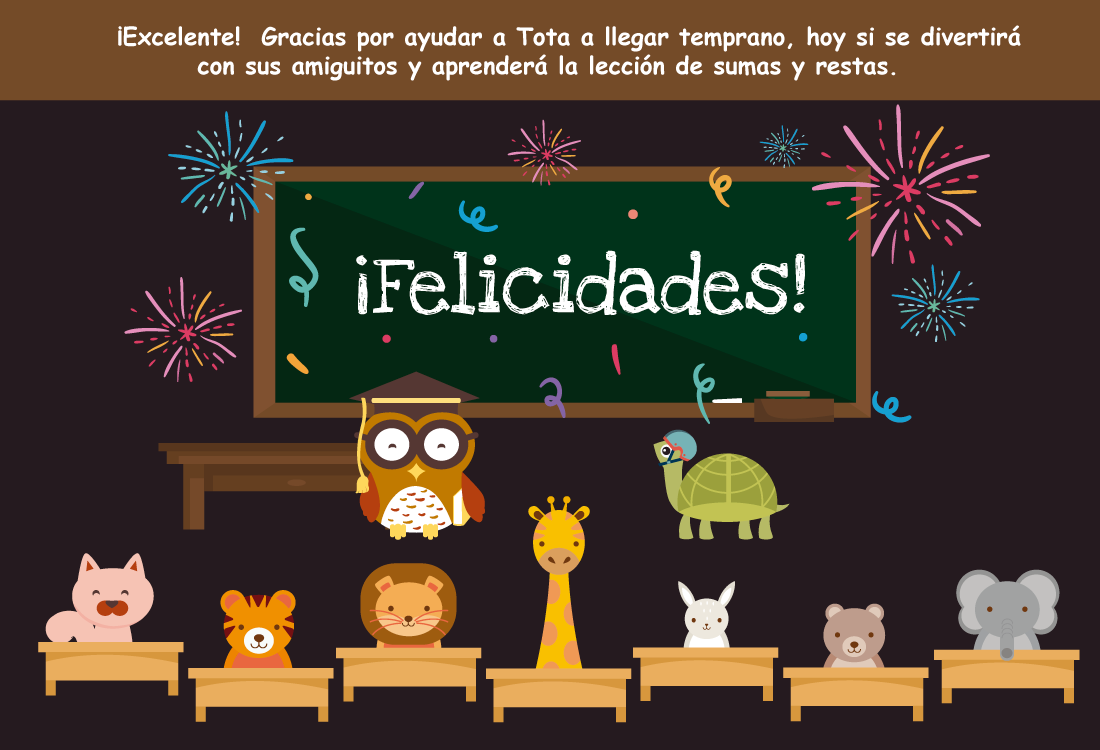 ¡Excelente! Gracias por ayudar a Tota a llegar temprano, hoy si se divertirá
con sus amiguitos y aprenderá la lección de sumas y restas.
¡Felicidades!